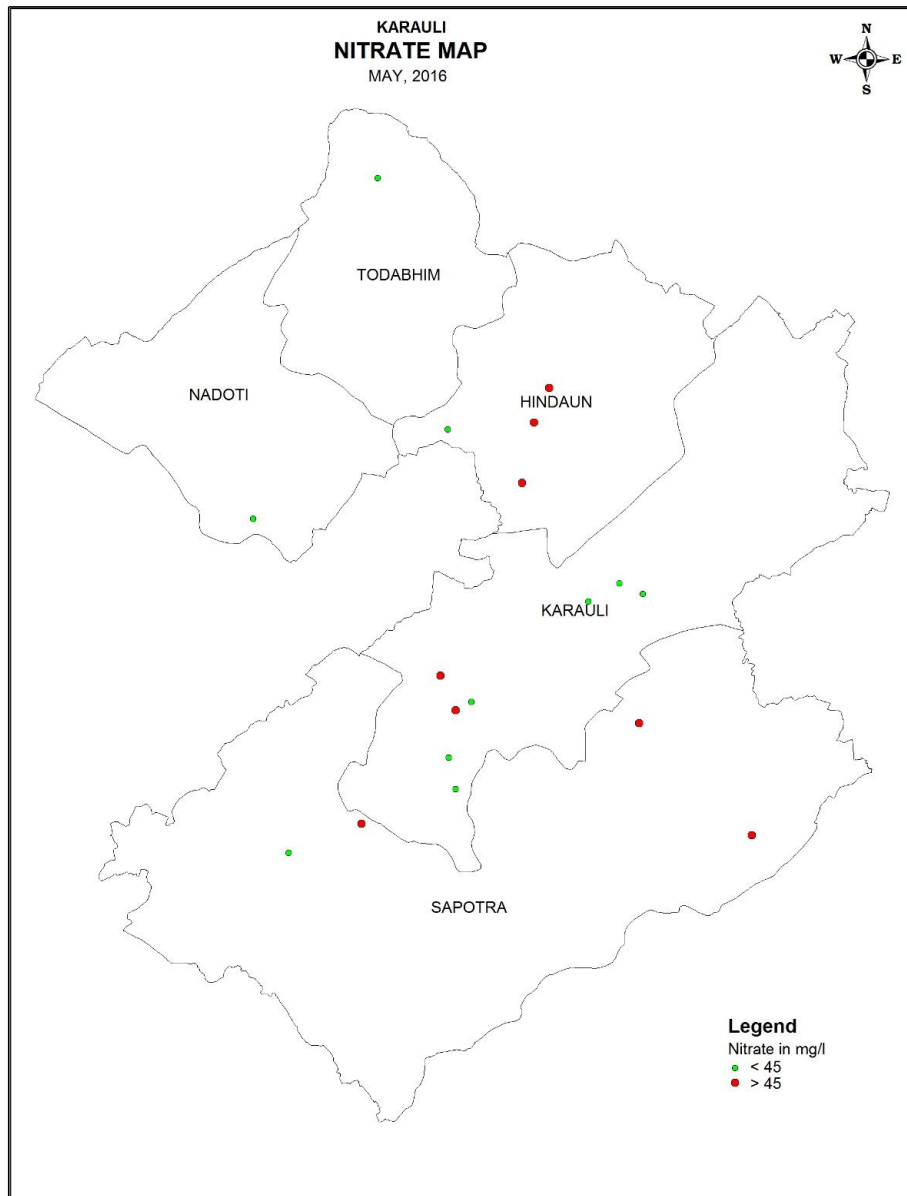 KARAULI
NITRATE MAP
MAY, 2016
N
W E
S
TODABHIM
NADOTI
HINDAUN
KARAULI
SAPOTRA
Legend
Nitrate in mg/l
< 45
> 45